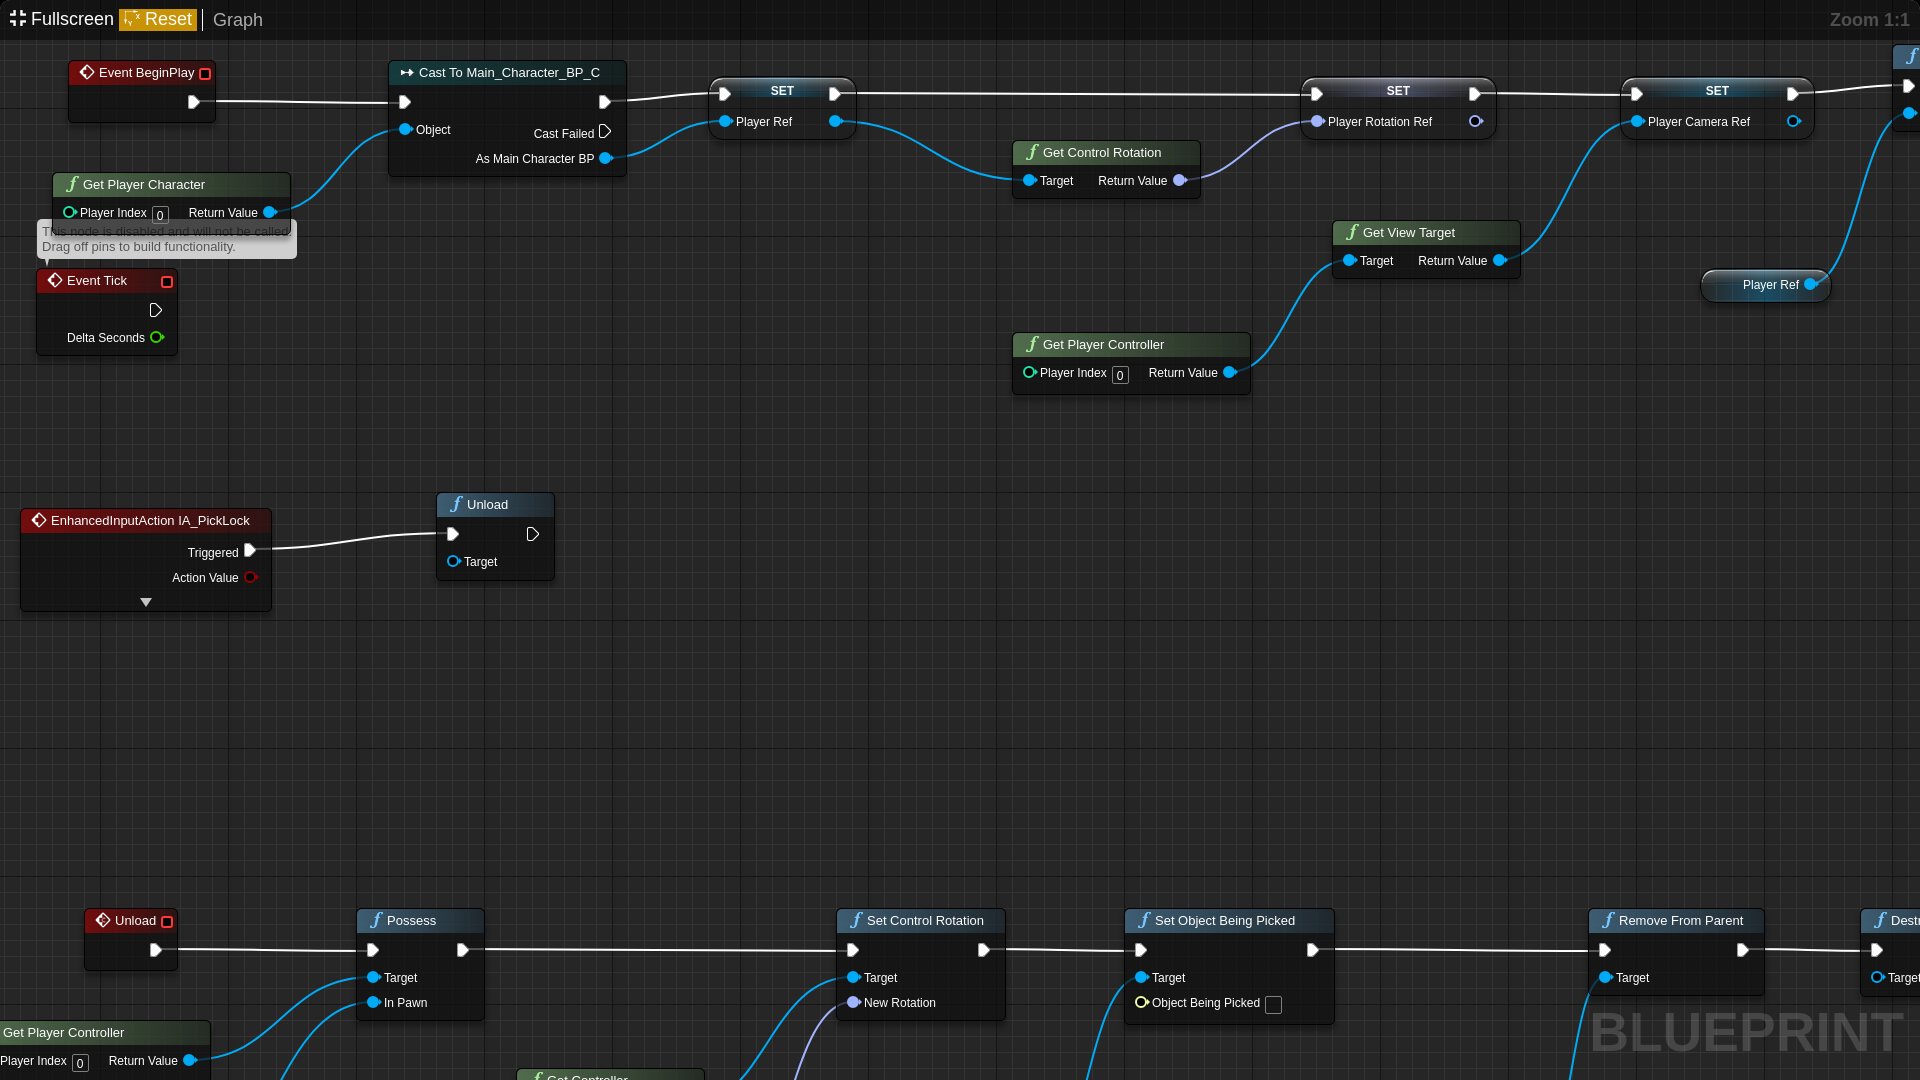 Fullscreen Reset Graph
Zoom 1:1
Event BeginPlay
Cast To Main_Character_BP_C
Object
Cast Failed
As Main Character BP
SET
Player Ref
SET
Player Rotation Ref
SET
Player Camera Ref
Get Control Rotation
Target Return Value
Get Player Character
Player Index 0 Return Value
This node is disabled and will not be called.
Drag off pins to build functionality.
Event Tick
Delta Seconds
Get View Target
Target Return Value
Player Ref
Get Player Controller
Player Index 0 Return Value
EnhancedInputAction IA_PickLock
Triggered
Action Value
Unload
Target
Unload
Possess
Target
In Pawn
Set Control Rotation
Target
New Rotation
Set Object Being Picked
Target
Object Being Picked
Remove From Parent
Target
Destr
Target
Get Player Controller
Player Index 0 Return Value
Get Controller
BLUEPRINT